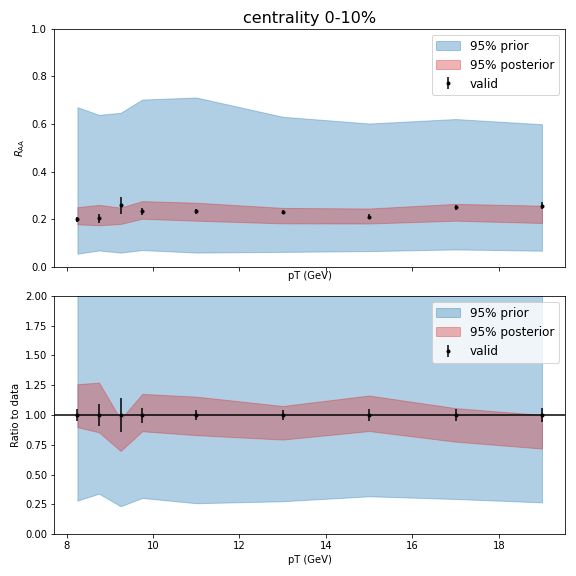 centrality 0-10%
1.0
0.8
0.6
0.4
0.2
0.0
R_AA
95% prior
95% posterior
valid
pT (GeV)
2.00
1.75
1.50
1.25
1.00
0.75
0.50
0.25
0.00
Ratio to data
95% prior
95% posterior
valid
8 10 12 14 16 18
pT (GeV)